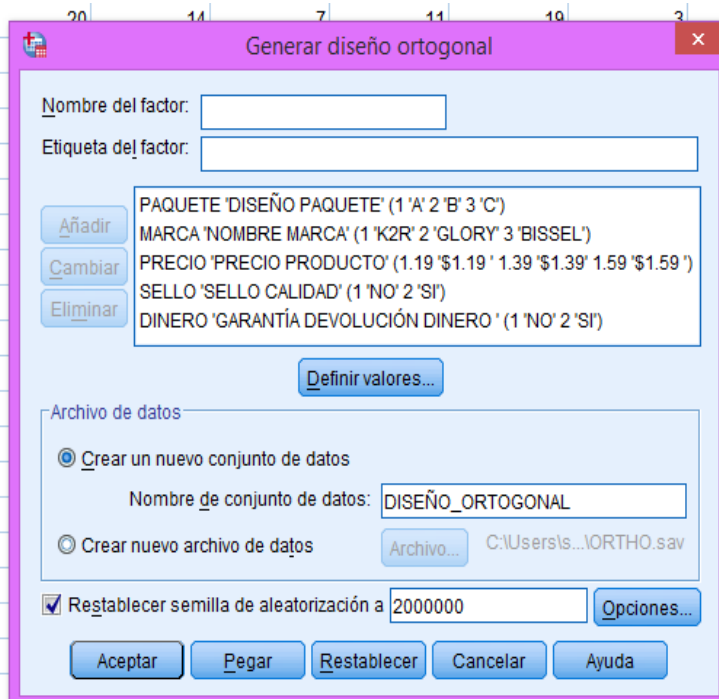 20 14 7 11 19 3
Generar diseño ortogonal
Nombre del factor:
Etiqueta del factor:
Añadir
Cambiar
Eliminar
PAQUETE 'DISEÑO PAQUETE' (1 'A' 2 'B' 3 'C')
MARCA 'NOMBRE MARCA' (1 'K2R' 2 'GLORY' 3 'BISSEL')
PRECIO 'PRECIO PRODUCTO' (1.19 '$1.19 ' 1.39 '$1.39' 1.59 '$1.59 ')
SELLO 'SELLO CALIDAD' (1 'NO' 2 'SI')
DINERO 'GARANTÍA DEVOLUCIÓN DINERO ' (1 'NO' 2 'SI')
Definir valores...
Archivo de datos
Crear un nuevo conjunto de datos
Nombre de conjunto de datos: DISEÑO_ORTOGONAL
Crear nuevo archivo de datos Archivo... C:\Users\s...\ORTHO.sav
Restablecer semilla de aleatorización a 2000000 Opciones...
Aceptar Pegar Restablecer Cancelar Ayuda